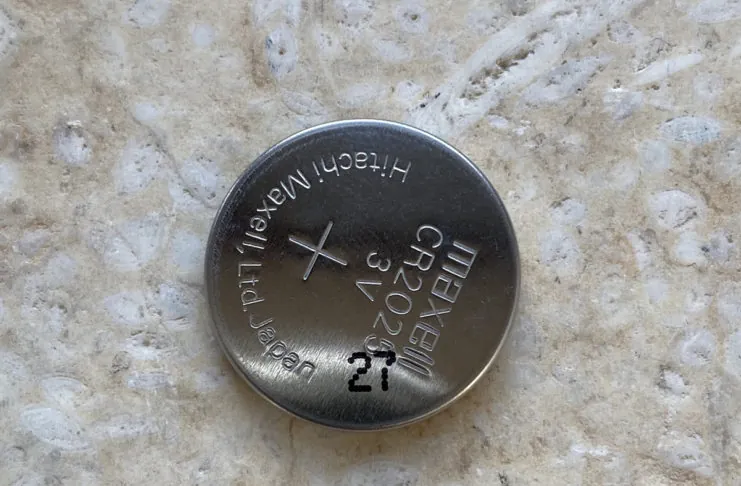 maxell
CR2025
3V
+
Hitachi Maxell, Ltd. Japan
27